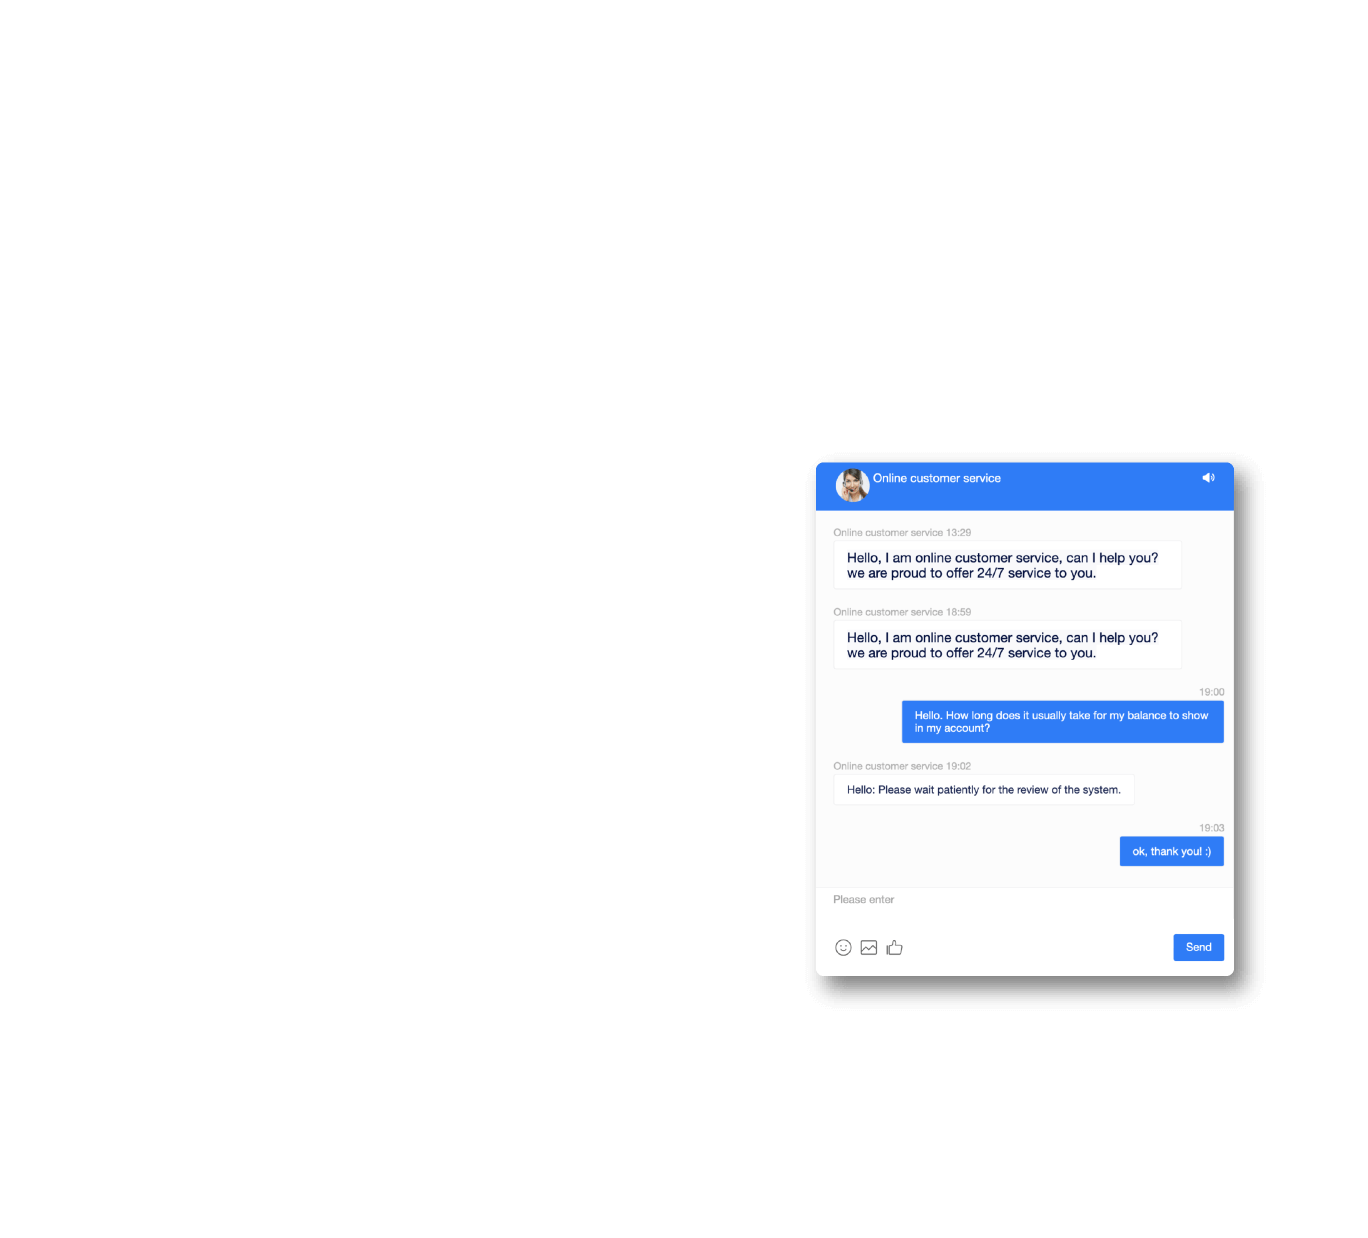 Online customer service
Online customer service 13:29
Hello, I am online customer service, can I help you?
we are proud to offer 24/7 service to you.
Online customer service 18:59
Hello, I am online customer service, can I help you?
we are proud to offer 24/7 service to you.
19:00
Hello. How long does it usually take for my balance to show
in my account?
Online customer service 19:02
Hello: Please wait patiently for the review of the system.
19:03
ok, thank you! :)
Please enter
Send